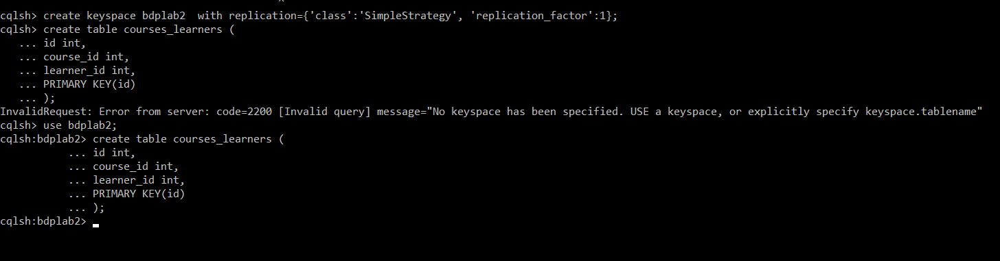 cqlsh> create keyspace bdplab2  with replication={'class':'SimpleStrategy', 'replication_factor':1};
cqlsh> create table courses_learners (
   ... id int,
   ... course_id int,
   ... learner_id int,
   ... PRIMARY KEY(id)
   ... );
InvalidRequest: Error from server: code=2200 [Invalid query] message="No keyspace has been specified. USE a keyspace, or explicitly specify keyspace.tablename"
cqlsh> use bdplab2;
cqlsh:bdplab2> create table courses_learners (
           ... id int,
           ... course_id int,
           ... learner_id int,
           ... PRIMARY KEY(id)
           ... );
cqlsh:bdplab2>